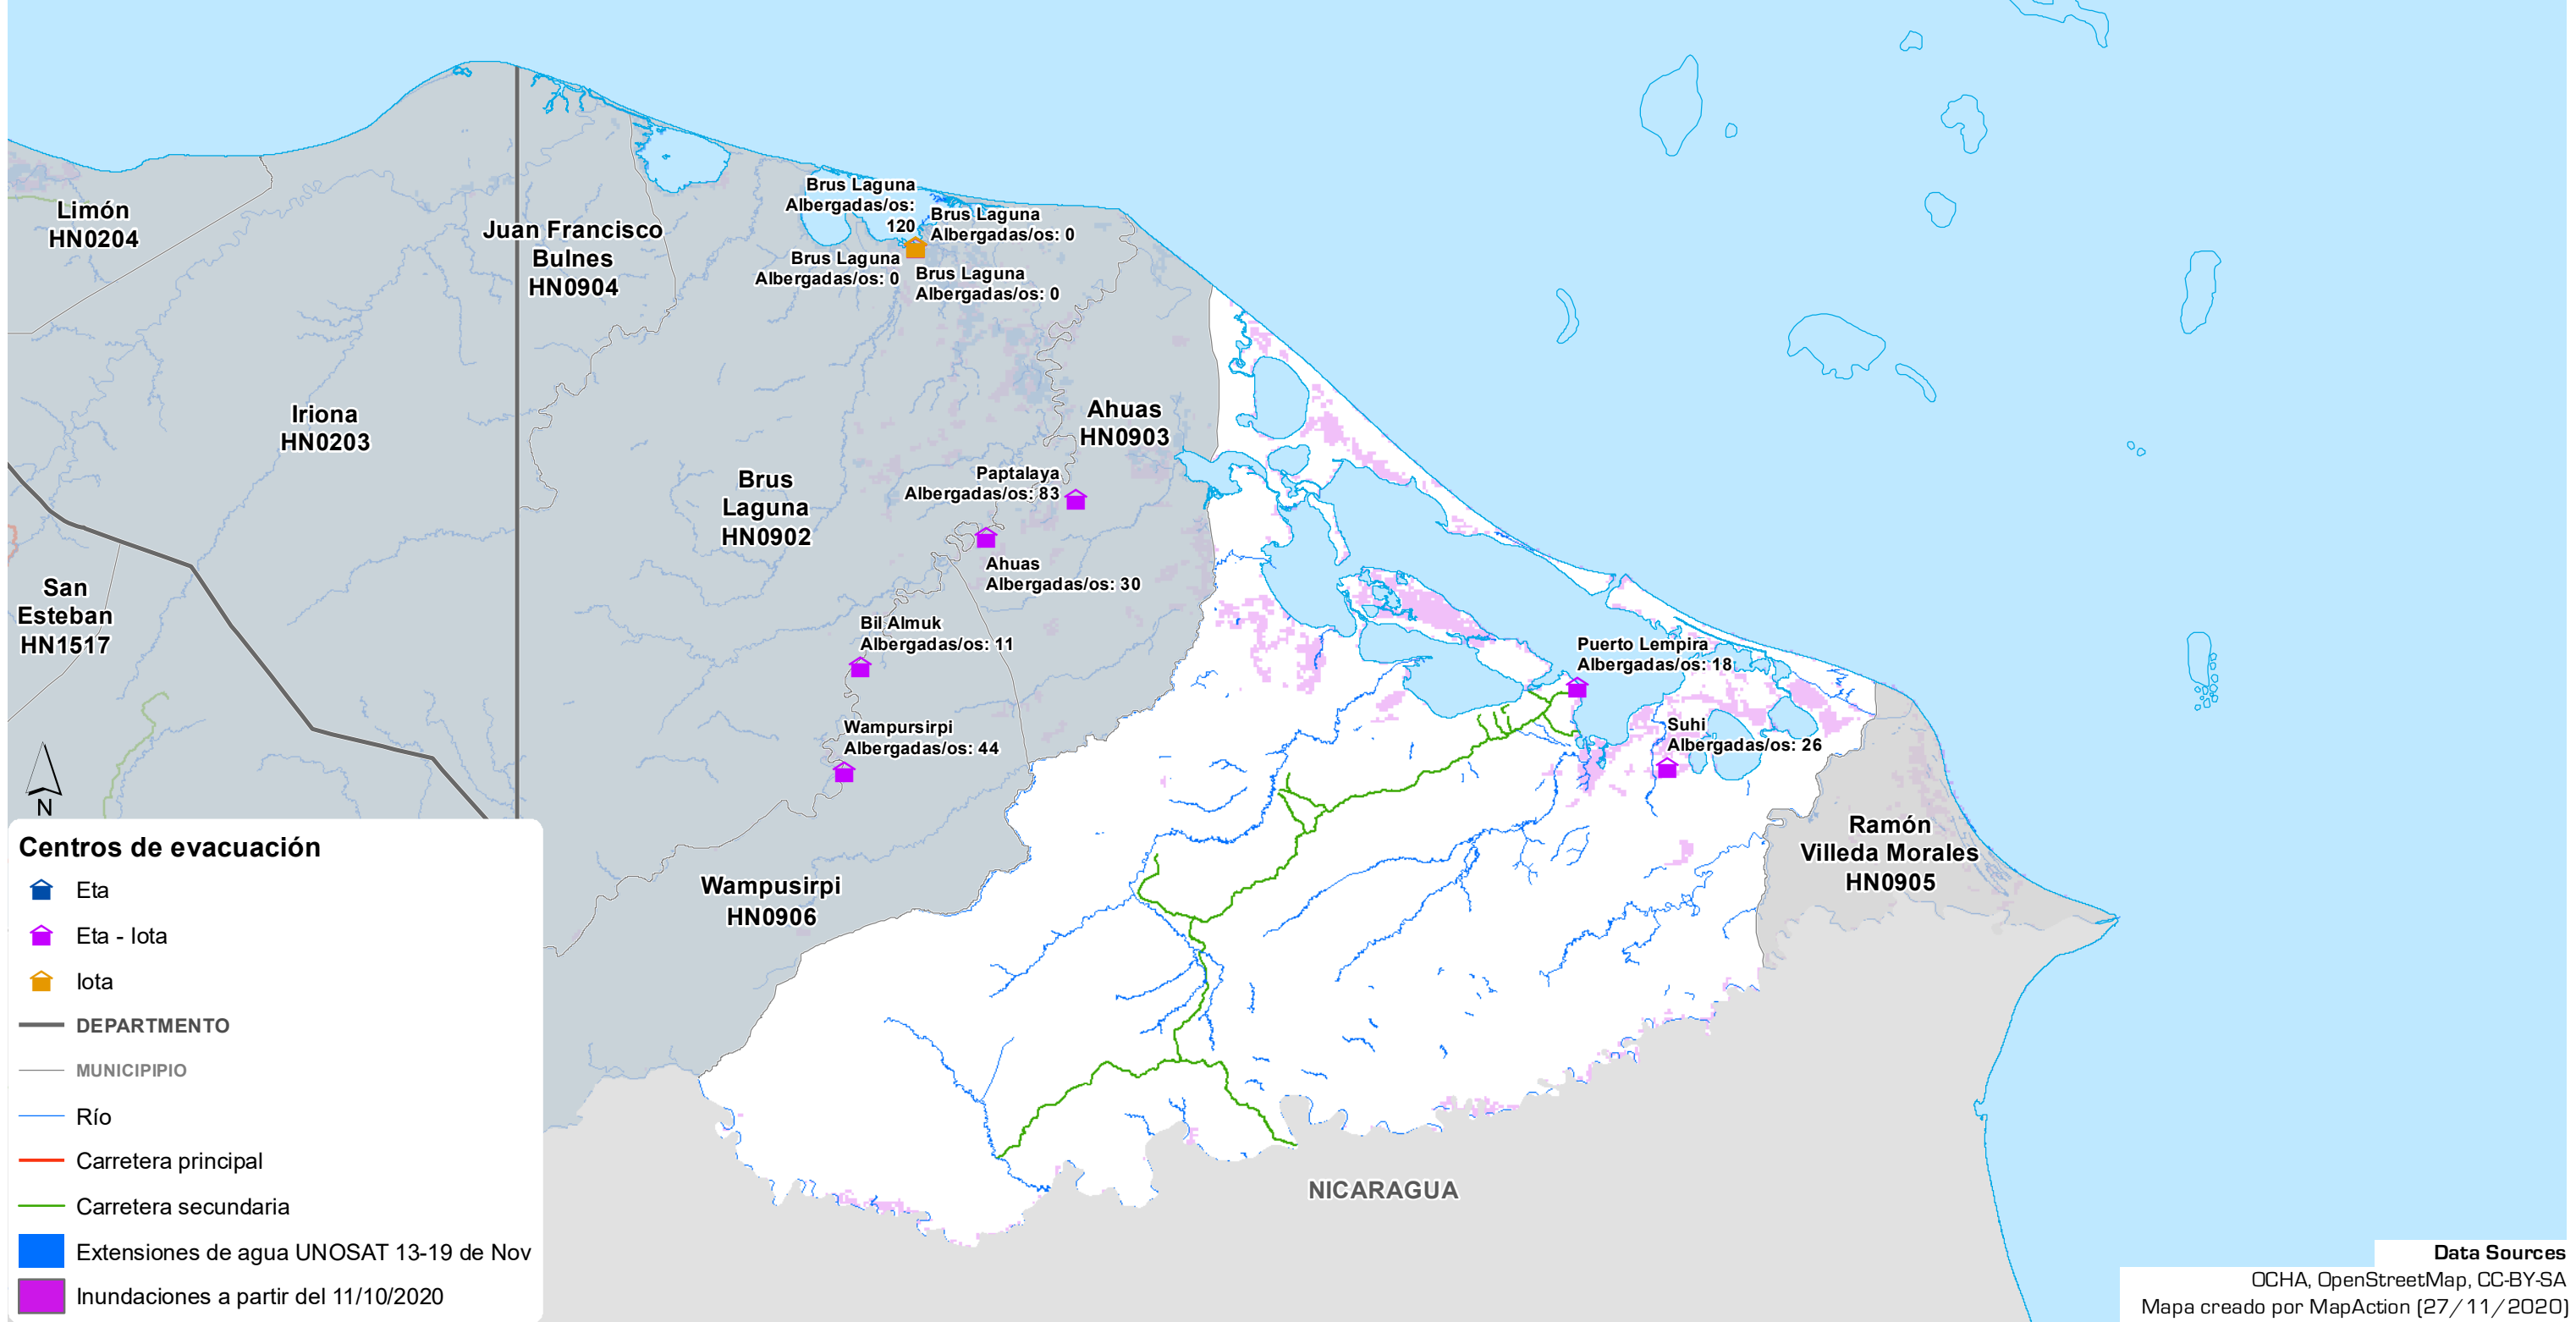 Brus Laguna
Albergadas/os:
120
Brus Laguna
Albergadas/os: 0
Brus Laguna
Albergadas/os: 0
Brus Laguna
Albergadas/os: 0
Limón
HN0204
Juan Francisco
Bulnes
HN0904
Iriona
HN0203
Ahuas
HN0903
Brus
Laguna
HN0902
Paptalaya
Albergadas/os: 83
Ahuas
Albergadas/os: 30
San
Esteban
HN1517
Bil Almuk
Albergadas/os: 11
Puerto Lempira
Albergadas/os: 18
Wampursirpi
Albergadas/os: 44
Suhi
Albergadas/os: 26
Ramón
Villeda Morales
HN0905
Wampusirpi
HN0906
NICARAGUA
N
Centros de evacuación
Eta
Eta - Iota
Iota
DEPARTMENTO
MUNICIPIPIO
Río
Carretera principal
Carretera secundaria
Extensiones de agua UNOSAT 13-19 de Nov
Inundaciones a partir del 11/10/2020
Data Sources
OCHA, OpenStreetMap, CC-BY-SA
Mapa creado por MapAction (27/11/2020)